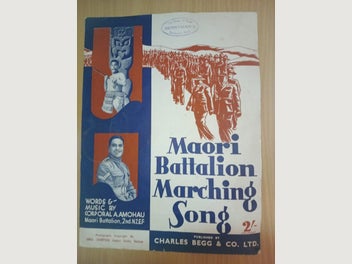 Maori
Battalion
Marching
Song
2/-
WORDS &
MUSIC BY
CORPORAL A. AMOHAU
Maori Battalion, 2nd. N.Z.E.F.
PUBLISHED BY
CHARLES BEGG & CO. LTD.